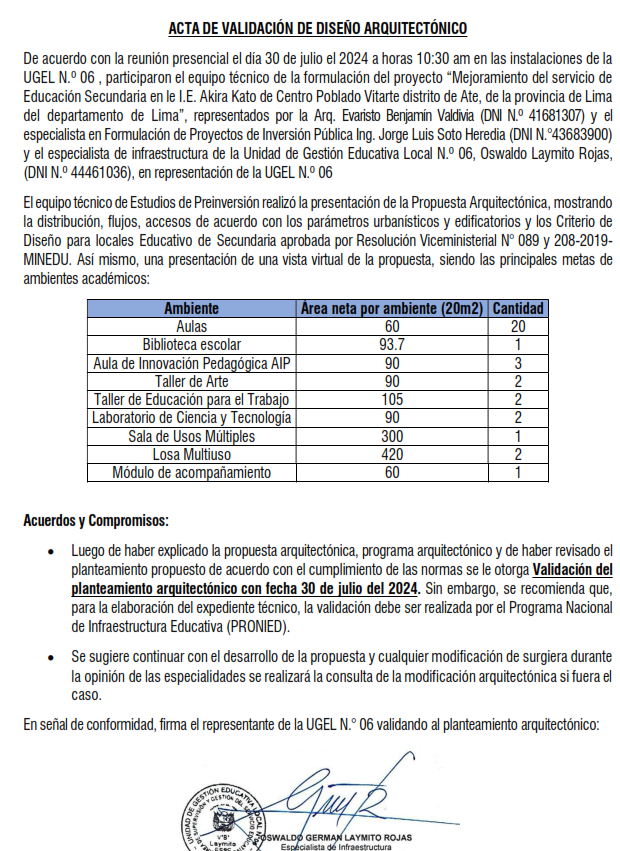 ACTA DE VALIDACIÓN DE DISEÑO ARQUITECTÓNICO
De acuerdo con la reunión presencial el día 30 de julio el 2024 a horas 10:30 am en las instalaciones de la
UGEL N.º 06 , participaron el equipo técnico de la formulación del proyecto “Mejoramiento del servicio de
Educación Secundaria en le I.E. Akira Kato de Centro Poblado Vitarte distrito de Ate, de la provincia de Lima
del departamento de Lima”, representados por la Arq. Evaristo Benjamín Valdivia (DNI N.º 41681307) y el
especialista en Formulación de Proyectos de Inversión Pública Ing. Jorge Luis Soto Heredia (DNI N.°43683900)
y el especialista de infraestructura de la Unidad de Gestión Educativa Local N.º 06, Oswaldo Laymito Rojas,
(DNI N.º 44461036), en representación de la UGEL N.º 06
El equipo técnico de Estudios de Preinversión realizó la presentación de la Propuesta Arquitectónica, mostrando
la distribución, flujos, accesos de acuerdo con los parámetros urbanísticos y edificatorios y los Criterio de
Diseño para locales Educativo de Secundaria aprobada por Resolución Viceministerial N° 089 y 208-2019-
MINEDU. Así mismo, una presentación de una vista virtual de la propuesta, siendo las principales metas de
ambientes académicos:
Ambiente Área neta por ambiente (20m2) Cantidad
Aulas 60 20
Biblioteca escolar 93.7 1
Aula de Innovación Pedagógica AIP 90 3
Taller de Arte 90 2
Taller de Educación para el Trabajo 105 2
Laboratorio de Ciencia y Tecnología 90 2
Sala de Usos Múltiples 300 1
Losa Multiuso 420 2
Módulo de acompañamiento 60 1
Acuerdos y Compromisos:
• Luego de haber explicado la propuesta arquitectónica, programa arquitectónico y de haber revisado el
planteamiento propuesto de acuerdo con el cumplimiento de las normas se le otorga Validación del
planteamiento arquitectónico con fecha 30 de julio del 2024. Sin embargo, se recomienda que,
para la elaboración del expediente técnico, la validación debe ser realizada por el Programa Nacional
de Infraestructura Educativa (PRONIED).
• Se sugiere continuar con el desarrollo de la propuesta y cualquier modificación de surgiera durante
la opinión de las especialidades se realizará la consulta de la modificación arquitectónica si fuera el
caso.
En señal de conformidad, firma el representante de la UGEL N.° 06 validando al planteamiento arquitectónico:
UNIDAD DE GESTIÓN EDUCATIVA LOCAL
V°B°
Laymito
OSWALDO GERMAN LAYMITO ROJAS
Especialista de Infraestructura